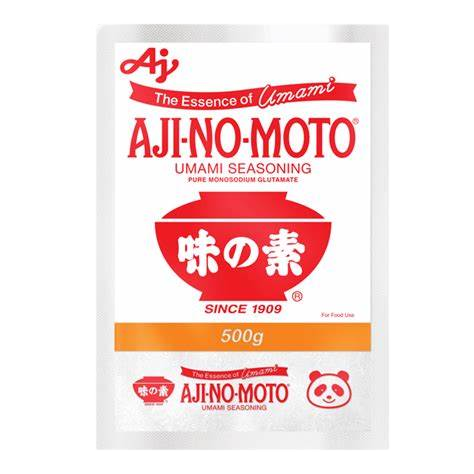 Aj
The Essence of Umami
AJI-NO-MOTO®
UMAMI SEASONING
PURE MONOSODIUM GLUTAMATE
味の素
®
SINCE 1909
For Food Use
500g
味の素
The Essence of Umami
AJI-NO-MOTO®
UMAMI SEASONING